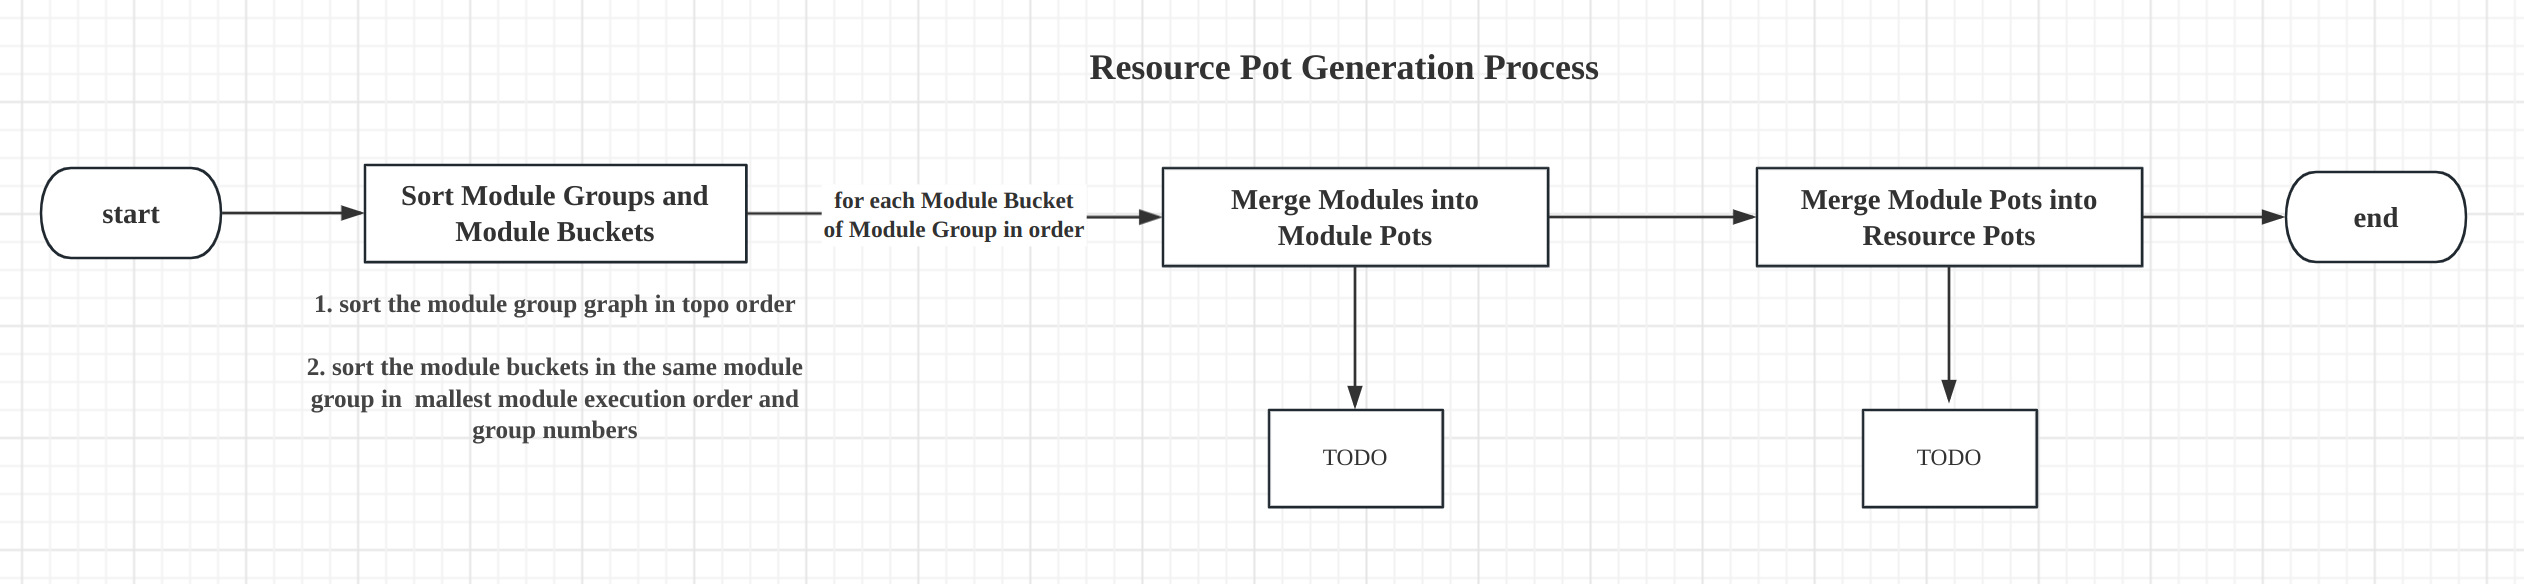 Resource Pot Generation Process
start
Sort Module Groups and
Module Buckets
for each Module Bucket
of Module Group in order
Merge Modules into
Module Pots
Merge Module Pots into
Resource Pots
end
1. sort the module group graph in topo order
2. sort the module buckets in the same module
group in  mallest module execution order and
group numbers
TODO
TODO